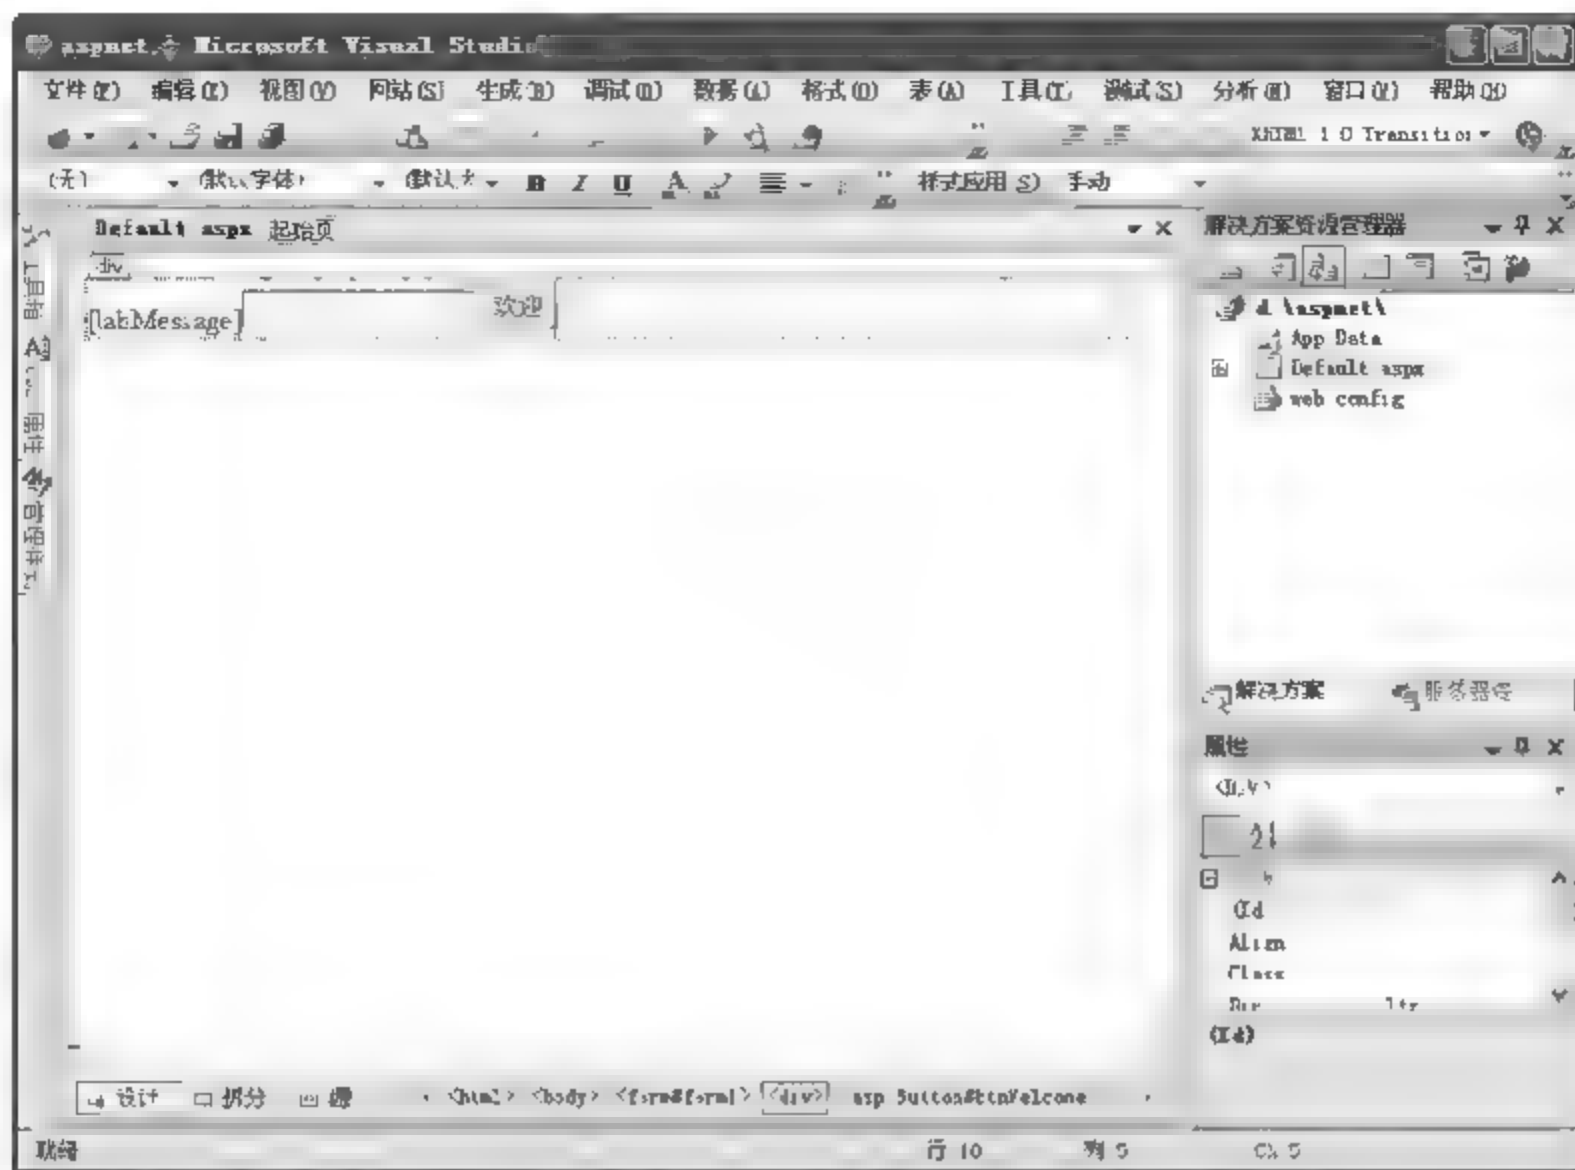 aspnet - Microsoft Visual Studio
文件(F) 编辑(E) 视图(V) 网站(S) 生成(B) 调试(D) 数据(A) 格式(O) 表(A) 工具(T) 测试(S) 分析(N) 窗口(W) 帮助(H)
XHTML 1.0 Transition
(无) (默认字体) (默认大 B I U A 样式应用(S) 手动
Default.aspx 起始页
解决方案资源管理器
div
[labMessage] 欢迎
d:\aspnet\
App_Data
Default.aspx
web.config
工具箱
解决方案 服务器
属性
<DIV>
(Id)
Align
Class
(Id)
设计 拆分 源 <html> <body> <form#form1> <div> asp:Button#btnWelcome
就绪 行 10 列 5 Ch 5